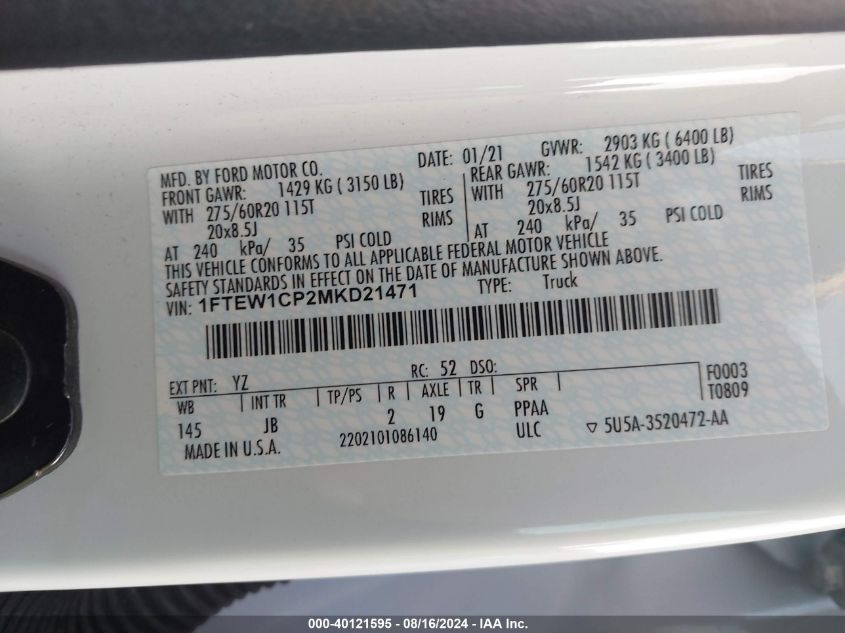 MFD. BY FORD MOTOR CO. DATE: 01/21 GVWR: 2903 KG ( 6400 LB)
FRONT GAWR: 1429 KG ( 3150 LB) REAR GAWR: 1542 KG ( 3400 LB)
WITH 275/60R20 115T TIRES WITH 275/60R20 115T TIRES
20x8.5J RIMS 20x8.5J RIMS
AT 240 kPa/ 35 PSI COLD AT 240 kPa/ 35 PSI COLD
THIS VEHICLE CONFORMS TO ALL APPLICABLE FEDERAL MOTOR VEHICLE
SAFETY STANDARDS IN EFFECT ON THE DATE OF MANUFACTURE SHOWN ABOVE.
VIN: 1FTEW1CP2MKD21471 TYPE: Truck
EXT PNT: YZ RC: 52 DSO: F0003
WB INT TR TP/PS R AXLE TR SPR T0809
145 JB 2 19 G PPAA
MADE IN U.S.A. 2202101086140 ULC ▽ 5U5A-3520472-AA
000-40121595 - 08/16/2024 - IAA Inc.